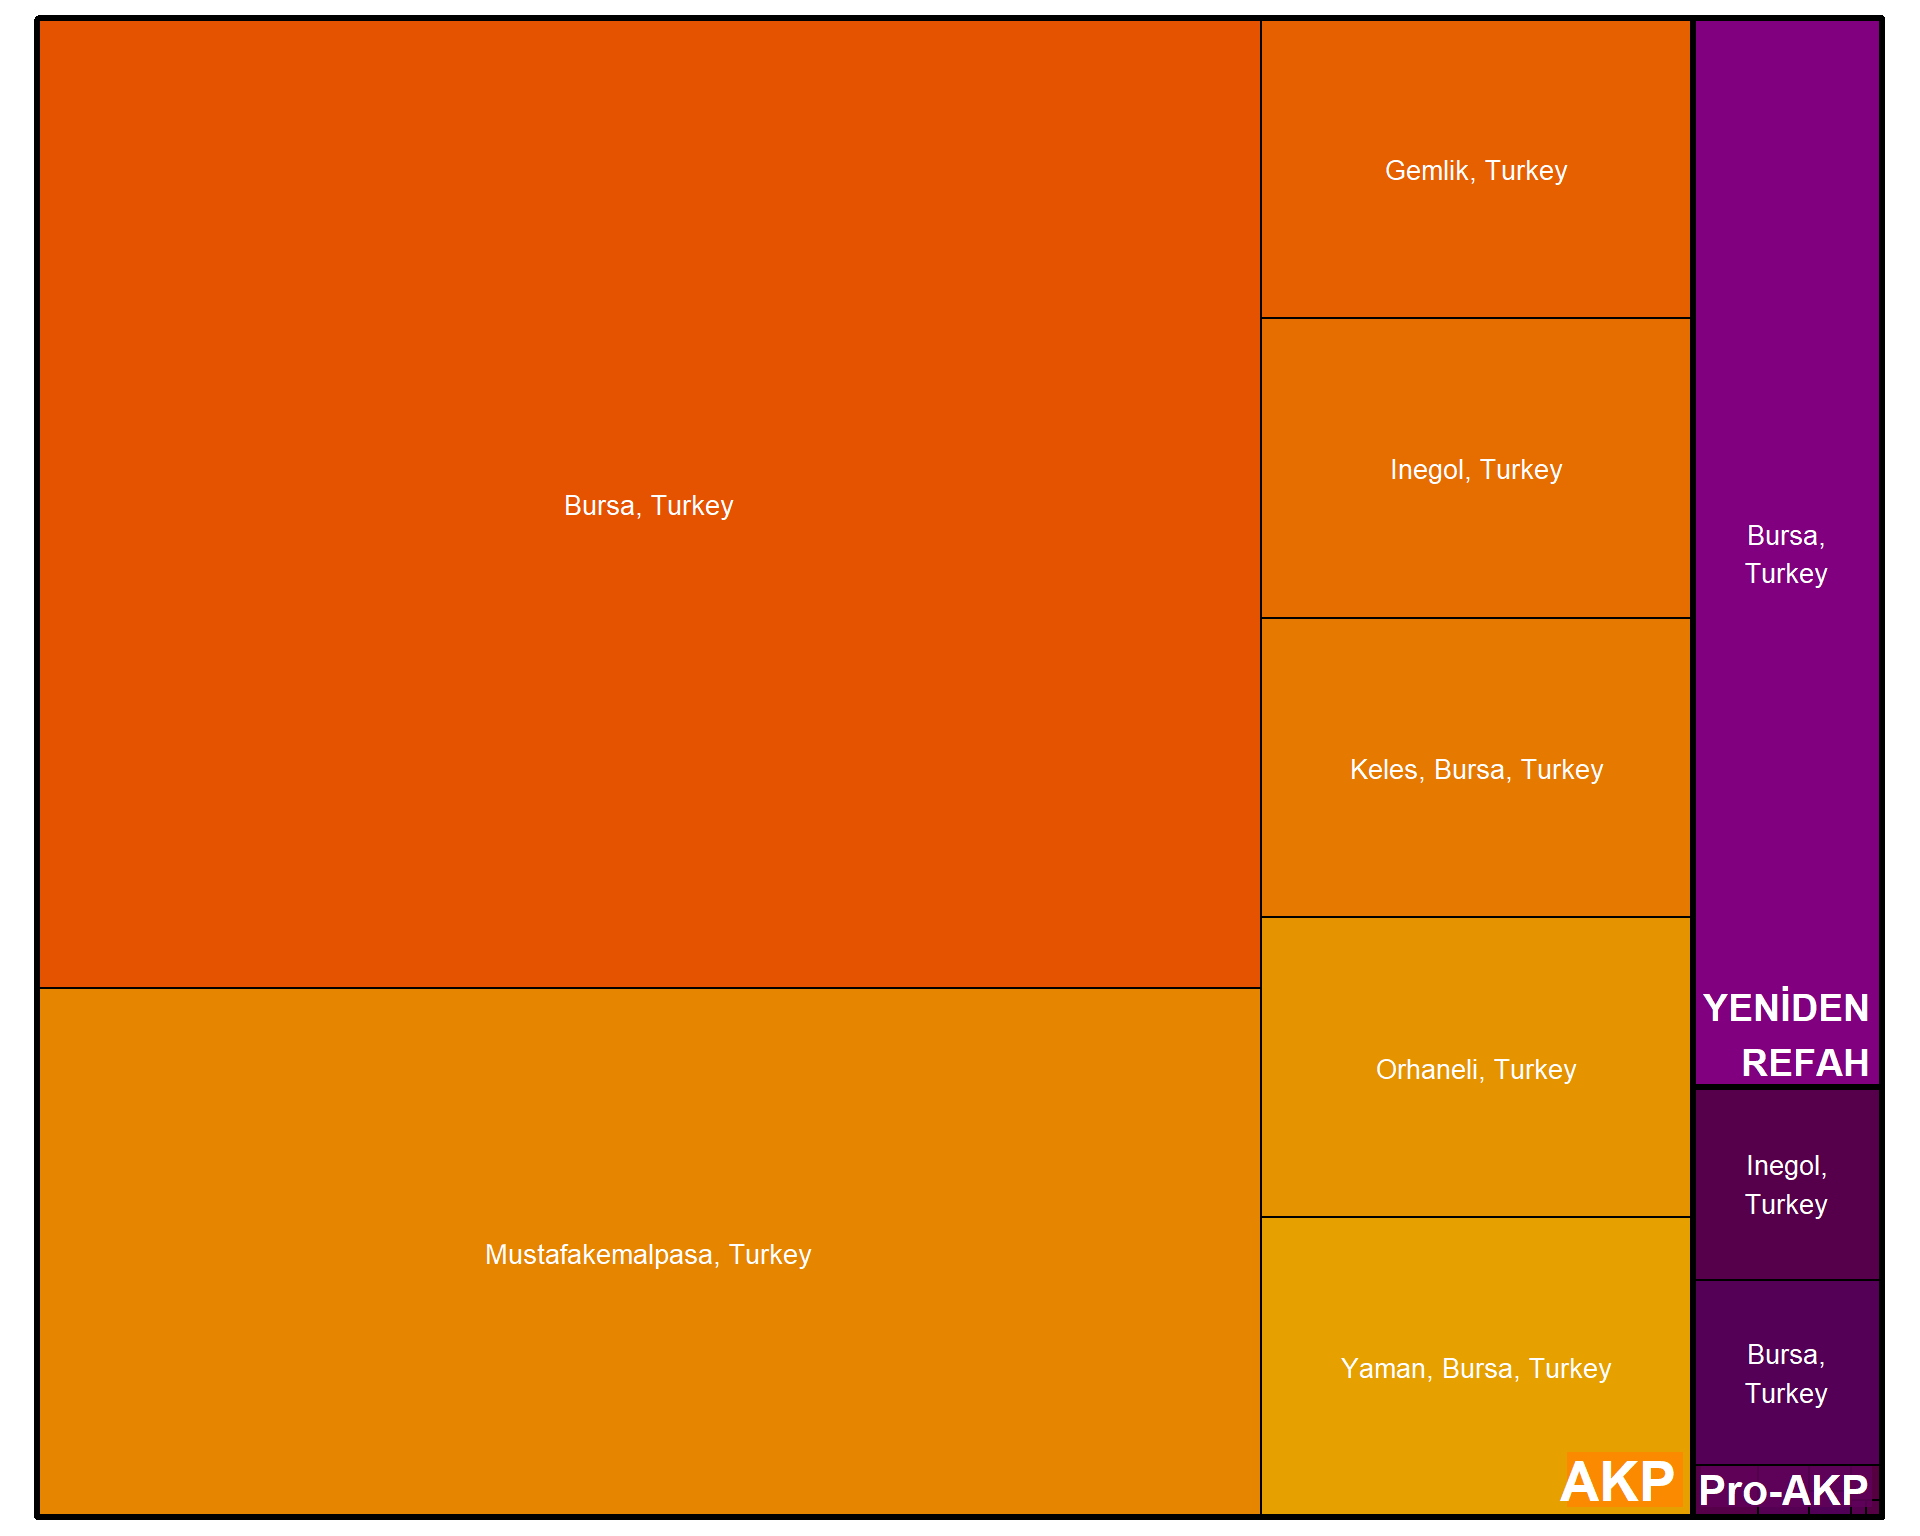 Bursa, Turkey
Mustafakemalpasa, Turkey
Gemlik, Turkey
Inegol, Turkey
Keles, Bursa, Turkey
Orhaneli, Turkey
Yaman, Bursa, Turkey
AKP
Bursa,
Turkey
YENİDEN
REFAH
Inegol,
Turkey
Bursa,
Turkey
Pro-AKP